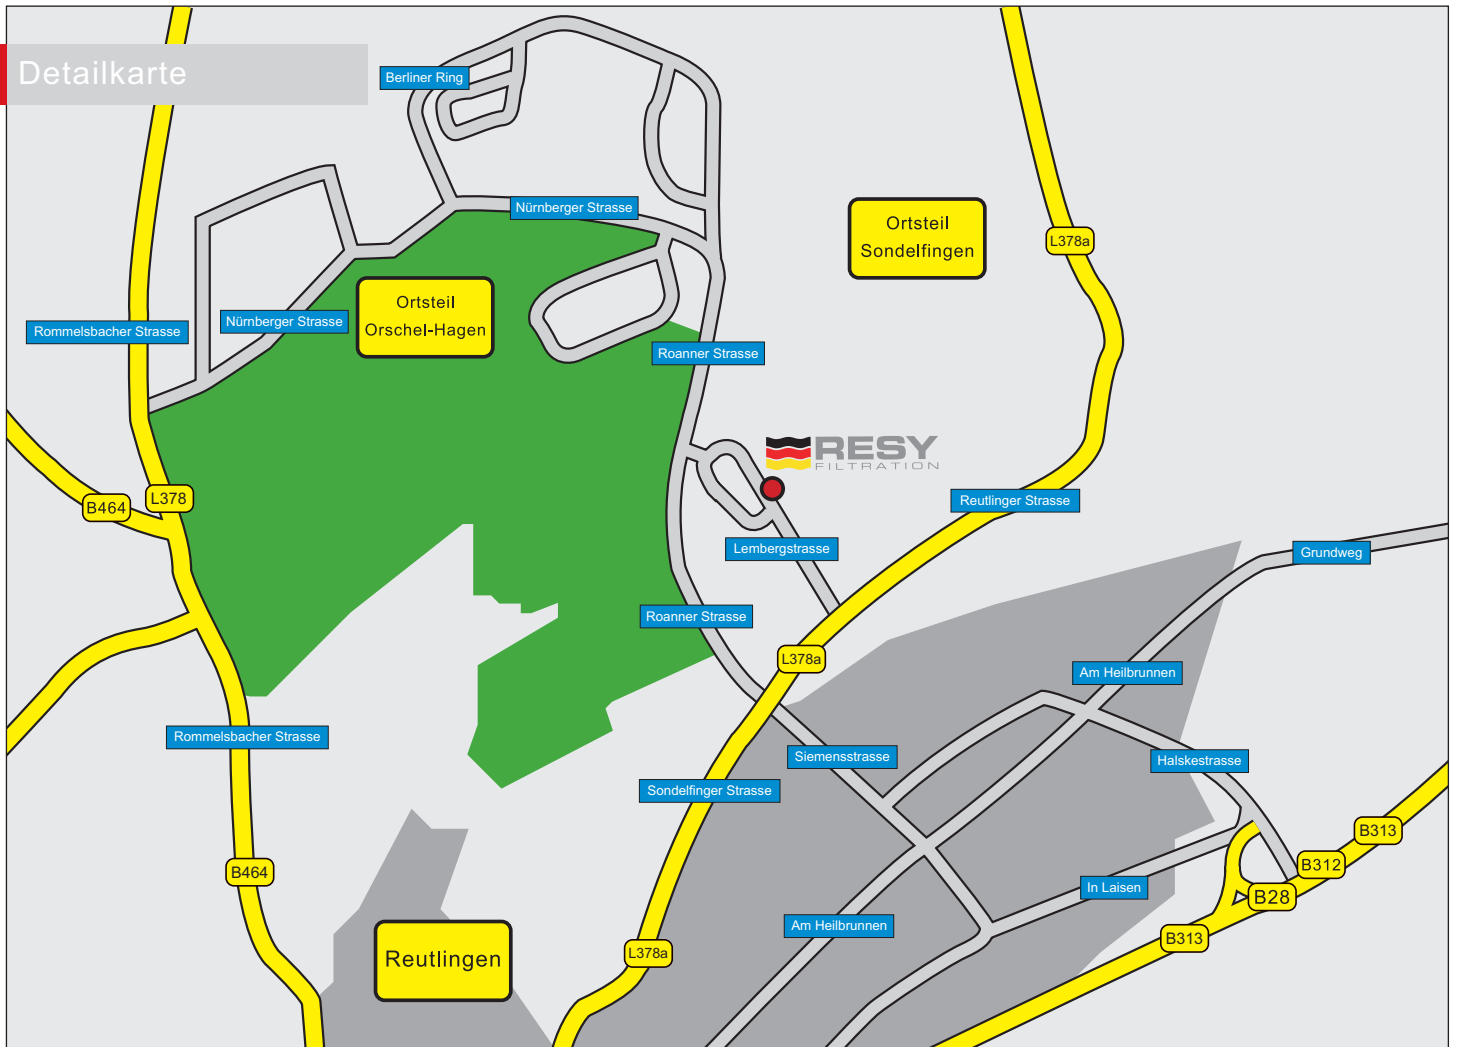 Detailkarte
Berliner Ring
Nürnberger Strasse
Ortsteil
Sondelfingen
L378a
Ortsteil
Orschel-Hagen
Nürnberger Strasse
Rommelsbacher Strasse
Roanner Strasse
RESY
FILTRATION
B464
L378
Reutlinger Strasse
Lembergstrasse
Grundweg
Roanner Strasse
L378a
Am Heilbrunnen
Rommelsbacher Strasse
Siemensstrasse
Halskestrasse
Sondelfinger Strasse
B313
B312
B464
In Laisen
B28
Am Heilbrunnen
B313
Reutlingen
L378a